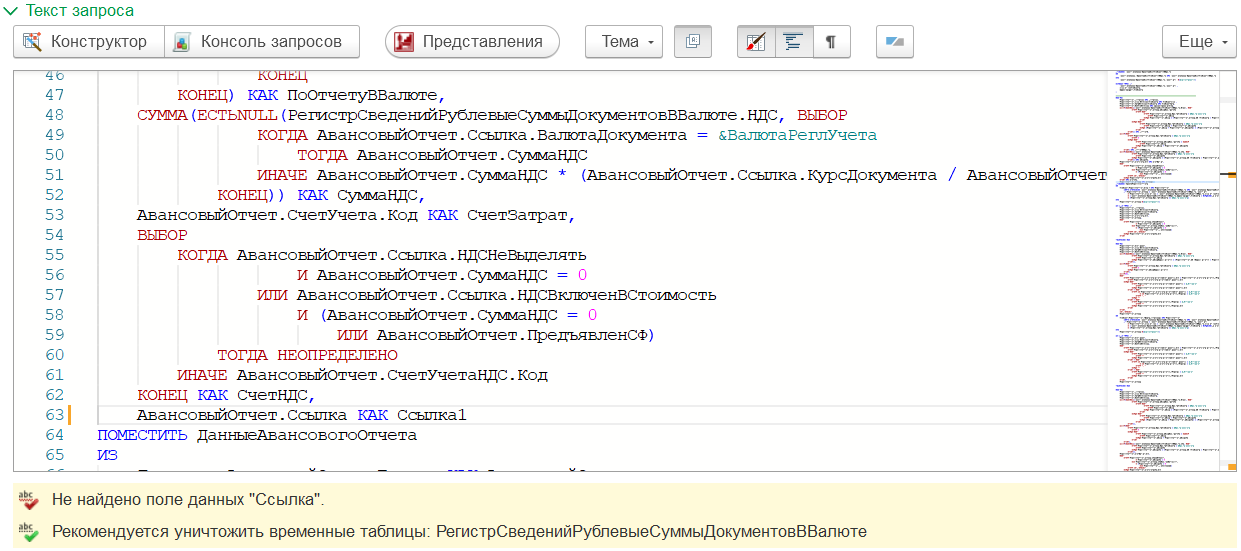 Текст запроса
Конструктор Консоль запросов Представления Тема Еще
46 КОНЕЦ
47 КОНЕЦ) КАК ПоОтчетуВВалюте,
48 СУММА(ЕСТЬNULL(РегистрСведенийРублевыеСуммыДокументовВВалюте.НДС, ВЫБОР
49 КОГДА АвансовыйОтчет.Ссылка.ВалютаДокумента = &ВалютаРеглУчета
50 ТОГДА АвансовыйОтчет.СуммаНДС
51 ИНАЧЕ АвансовыйОтчет.СуммаНДС * (АвансовыйОтчет.Ссылка.КурсДокумента / АвансовыйОтчет
52 КОНЕЦ)) КАК СуммаНДС,
53 АвансовыйОтчет.СчетУчета.Код КАК СчетЗатрат,
54 ВЫБОР
55 КОГДА АвансовыйОтчет.Ссылка.НДСНеВыделять
56 И АвансовыйОтчет.СуммаНДС = 0
57 ИЛИ АвансовыйОтчет.Ссылка.НДСВключенВСтоимость
58 И (АвансовыйОтчет.СуммаНДС = 0
59 ИЛИ АвансовыйОтчет.ПредъявленСФ)
60 ТОГДА НЕОПРЕДЕЛЕНО
61 ИНАЧЕ АвансовыйОтчет.СчетУчетаНДС.Код
62 КОНЕЦ КАК СчетНДС,
63 АвансовыйОтчет.Ссылка КАК Ссылка1
64 ПОМЕСТИТЬ ДанныеАвансовогоОтчета
65 ИЗ
Не найдено поле данных "Ссылка".
Рекомендуется уничтожить временные таблицы: РегистрСведенийРублевыеСуммыДокументовВВалюте